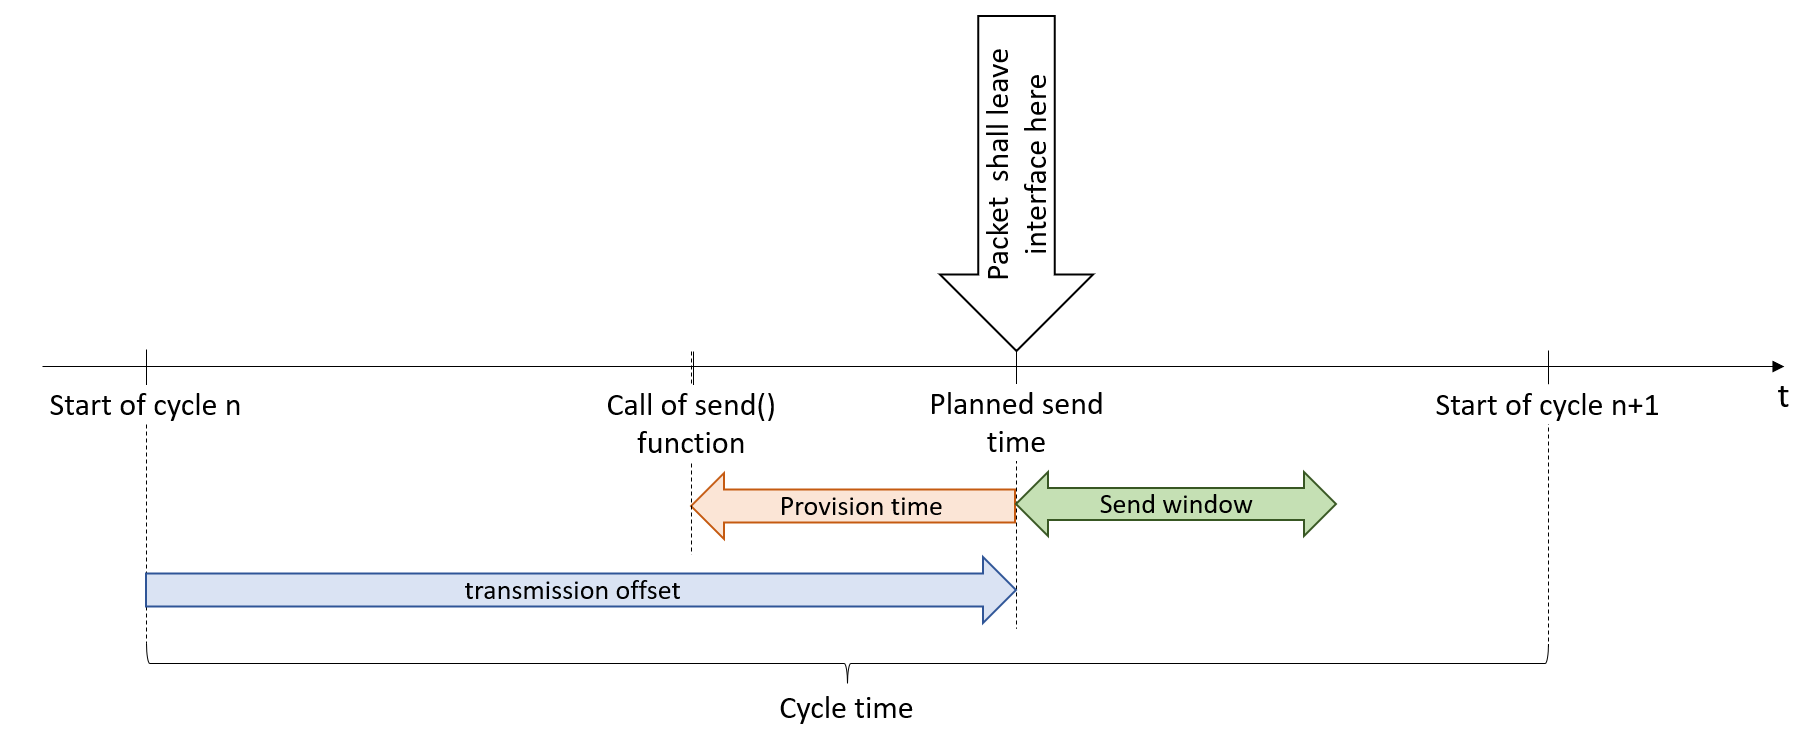 Packet shall leave
interface here
Start of cycle n
Call of send()
function
Planned send
time
Start of cycle n+1
t
Provision time
Send window
transmission offset
Cycle time